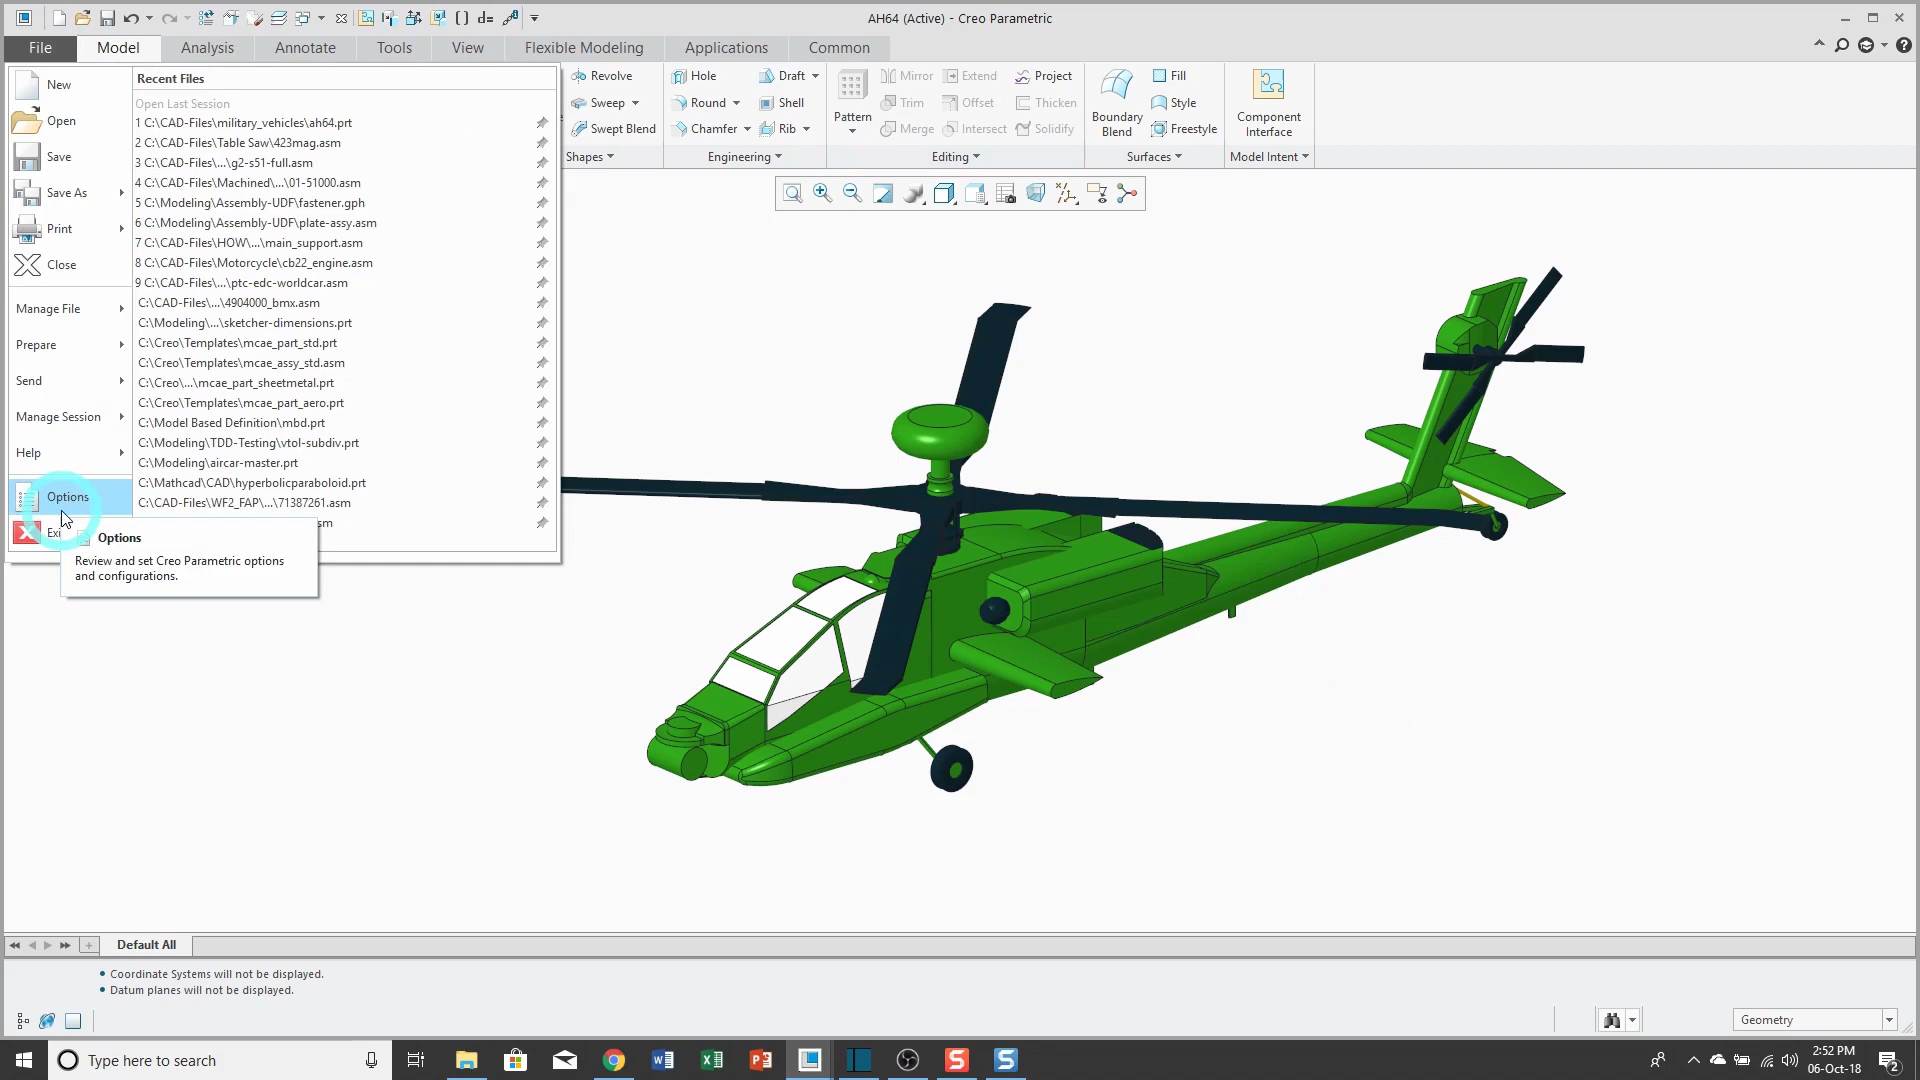 AH64 (Active) - Creo Parametric
File Model Analysis Annotate Tools View Flexible Modeling Applications Common
New
Open
Save
Save As
Print
Close
Manage File
Prepare
Send
Manage Session
Help
Options
Exi
Recent Files
Open Last Session
1 C:\CAD-Files\military_vehicles\ah64.prt
2 C:\CAD-Files\Table Saw\423mag.asm
3 C:\CAD-Files\...\g2-s51-full.asm
4 C:\CAD-Files\Machined\...\01-51000.asm
5 C:\Modeling\Assembly-UDF\fastener.gph
6 C:\Modeling\Assembly-UDF\plate-assy.asm
7 C:\CAD-Files\HOW\...\main_support.asm
8 C:\CAD-Files\Motorcycle\cb22_engine.asm
9 C:\CAD-Files\...\ptc-edc-worldcar.asm
C:\CAD-Files\...\4904000_bmx.asm
C:\Modeling\...\sketcher-dimensions.prt
C:\Creo\Templates\mcae_part_std.prt
C:\Creo\Templates\mcae_assy_std.asm
C:\Creo\...\mcae_part_sheetmetal.prt
C:\Creo\Templates\mcae_part_aero.prt
C:\Model Based Definition\mbd.prt
C:\Modeling\TDD-Testing\vtol-subdiv.prt
C:\Modeling\aircar-master.prt
C:\Mathcad\CAD\hyperbolicparaboloid.prt
C:\CAD-Files\WF2_FAP\...\71387261.asm
sm
Options
Review and set Creo Parametric options
and configurations.
Revolve
Sweep
Swept Blend
Shapes
Hole Draft
Round Shell
Chamfer Rib
Engineering
Pattern
Mirror Extend Project
Trim Offset Thicken
Merge Intersect Solidify
Editing
Boundary
Blend
Fill
Style
Freestyle
Surfaces
Component
Interface
Model Intent
Default All
Coordinate Systems will not be displayed.
Datum planes will not be displayed.
Geometry
Type here to search
2:52 PM
06-Oct-18
2